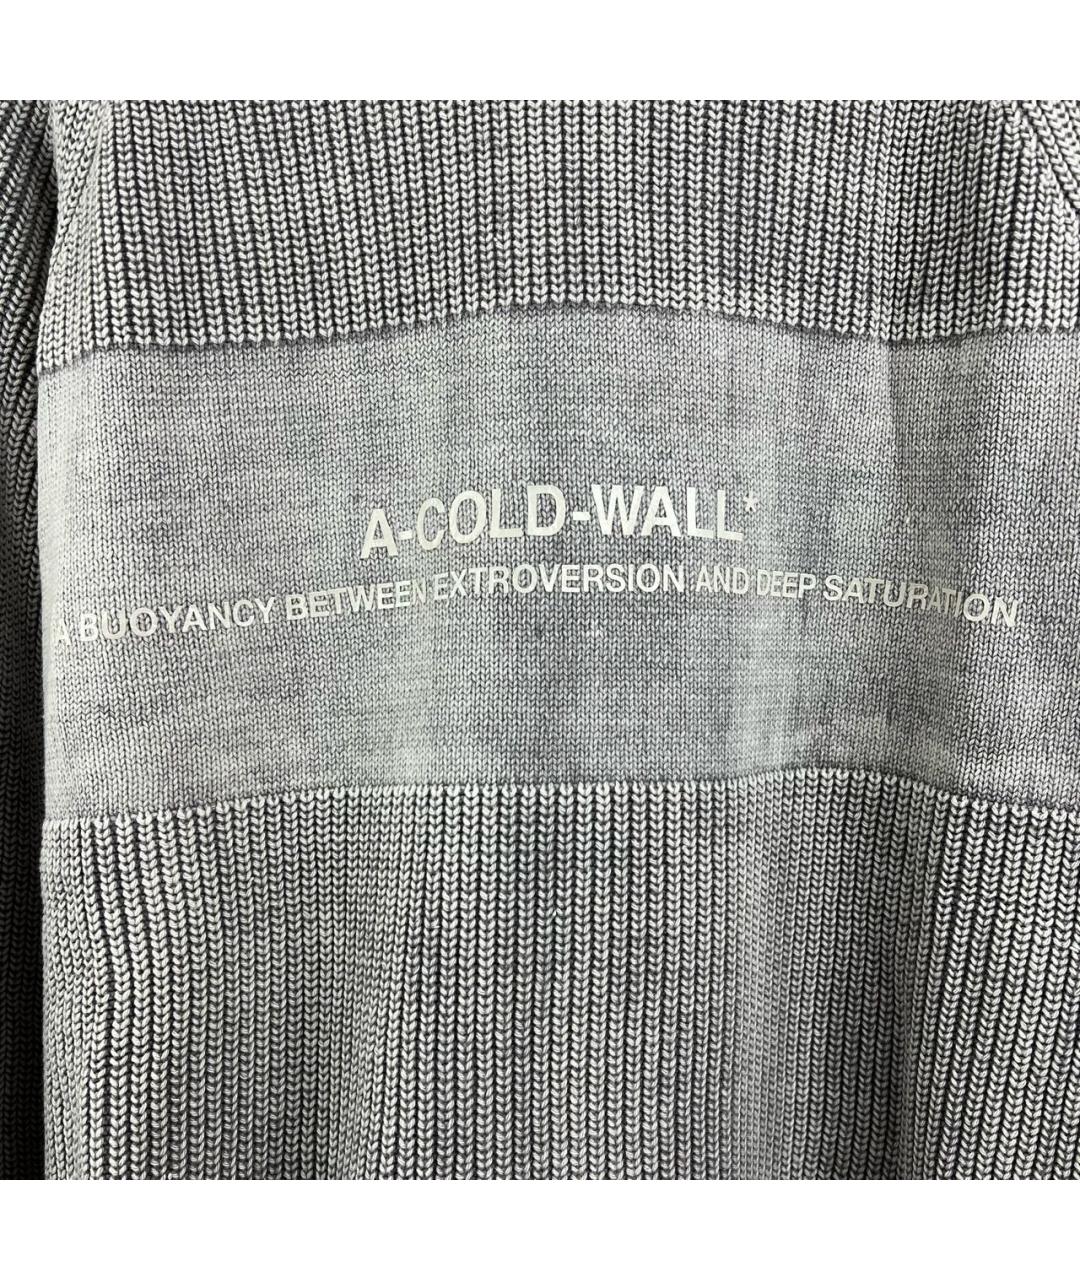 A-COLD-WALL*
A BUOYANCY BETWEEN EXTROVERSION AND DEEP SATURATION